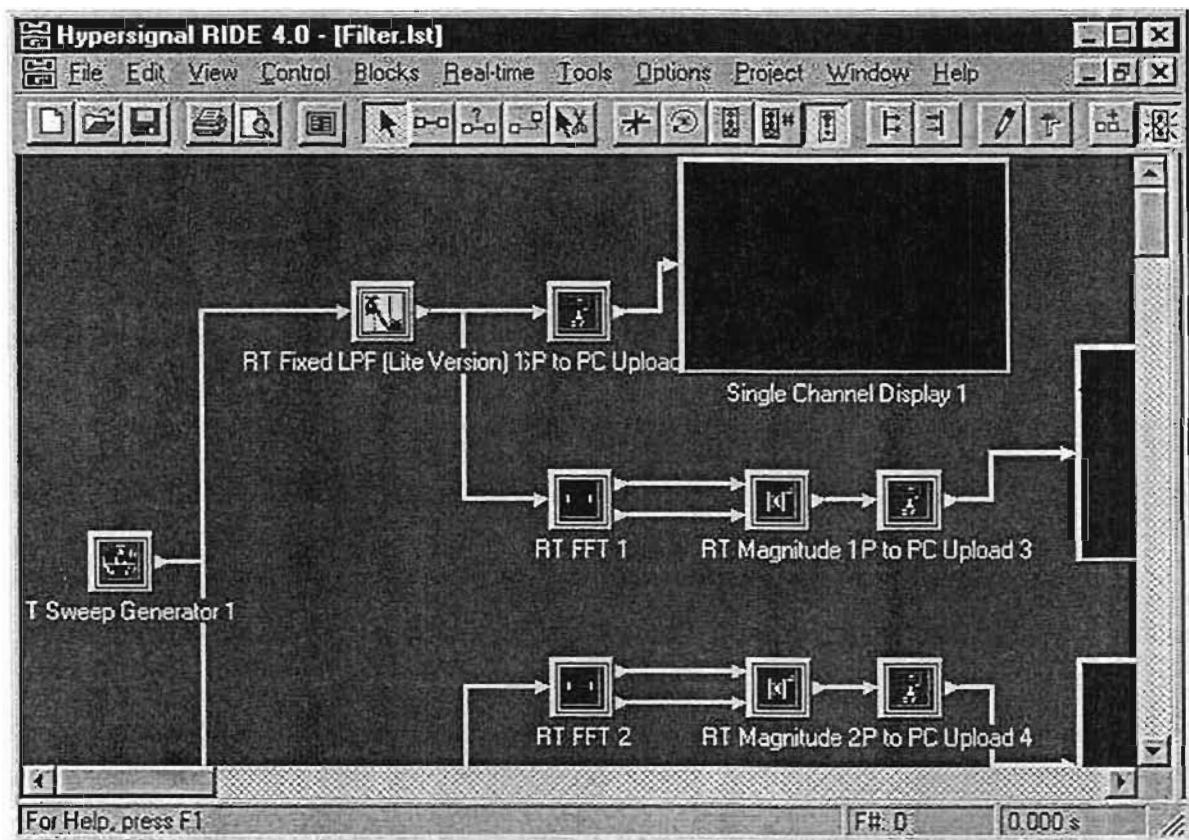 Hypersignal RIDE 4.0 - [Filter.lst]
File Edit View Control Blocks Real-time Tools Options Project Window Help
RT Fixed LPF (Lite Version) 1 SP to PC Upload
Single Channel Display 1
RT FFT 1 RT Magnitude 1 P to PC Upload 3
T Sweep Generator 1
RT FFT 2 RT Magnitude 2 P to PC Upload 4
For Help, press F1 F#: 0 0.000 s